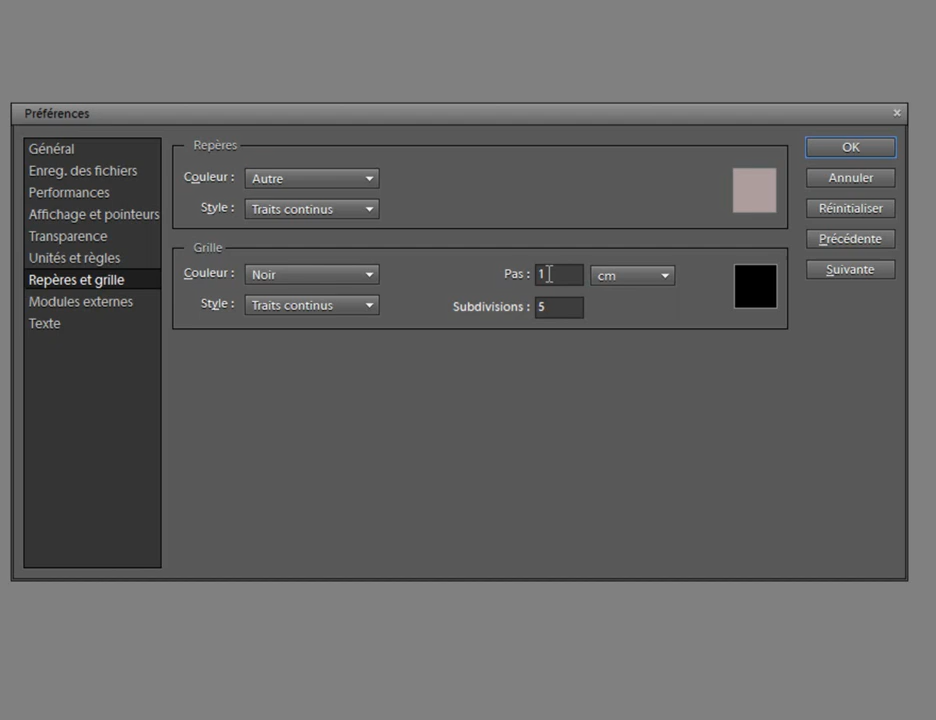 Préférences
Général
Enreg. des fichiers
Performances
Affichage et pointeurs
Transparence
Unités et règles
Repères et grille
Modules externes
Texte
Repères
Couleur : Autre
Style : Traits continus
Grille
Couleur : Noir
Pas : 1 cm
Style : Traits continus
Subdivisions : 5
OK
Annuler
Réinitialiser
Précédente
Suivante